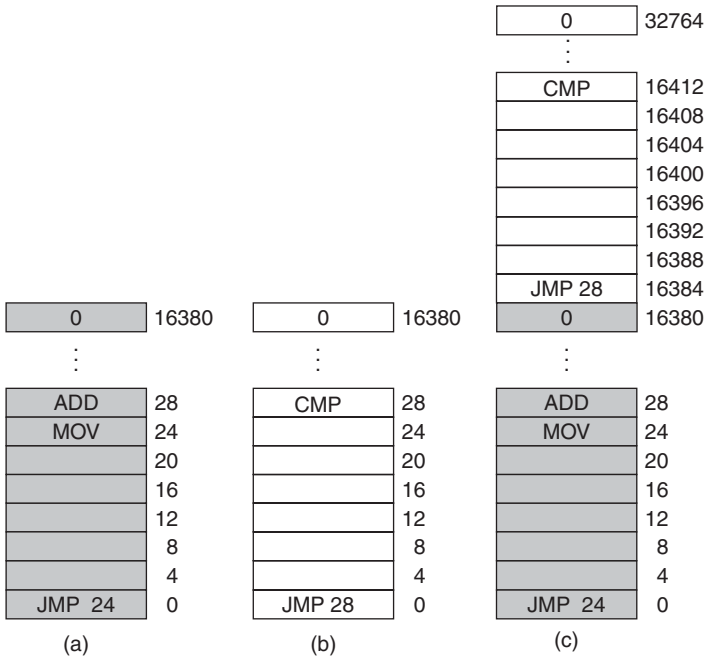 0 32764
CMP 16412
16408
16404
16400
16396
16392
16388
JMP 28 16384
0 16380 0 16380 0 16380
ADD 28 CMP 28 ADD 28
MOV 24 24 MOV 24
20 20 20
16 16 16
12 12 12
8 8 8
4 4 4
JMP 24 0 JMP 28 0 JMP 24 0
(a) (b) (c)